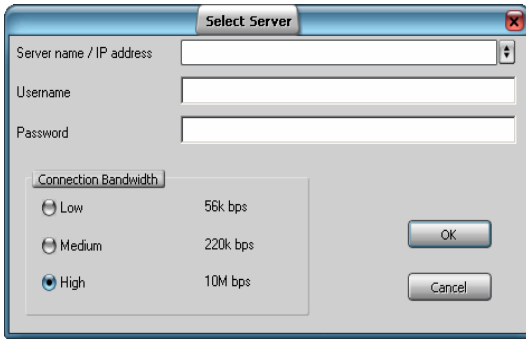 Select Server
Server name / IP address
Username
Password
Connection Bandwidth
Low 56k bps
Medium 220k bps
High 10M bps
OK
Cancel